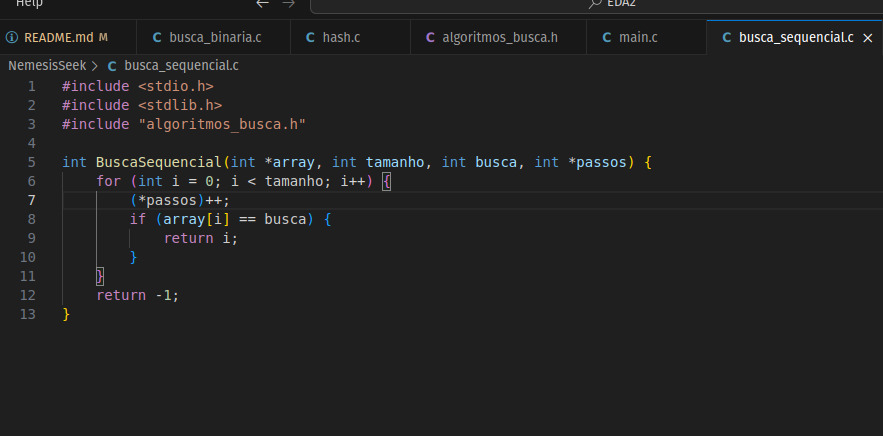 Help
EDA2
README.md M
C busca_binaria.c
C hash.c
C algoritmos_busca.h
C main.c
C busca_sequencial.c
NemesisSeek > C busca_sequencial.c
1 #include <stdio.h>
2 #include <stdlib.h>
3 #include "algoritmos_busca.h"
4
5 int BuscaSequencial(int *array, int tamanho, int busca, int *passos) {
6 for (int i = 0; i < tamanho; i++) {
7 (*passos)++;
8 if (array[i] == busca) {
9 return i;
10 }
11 }
12 return -1;
13 }